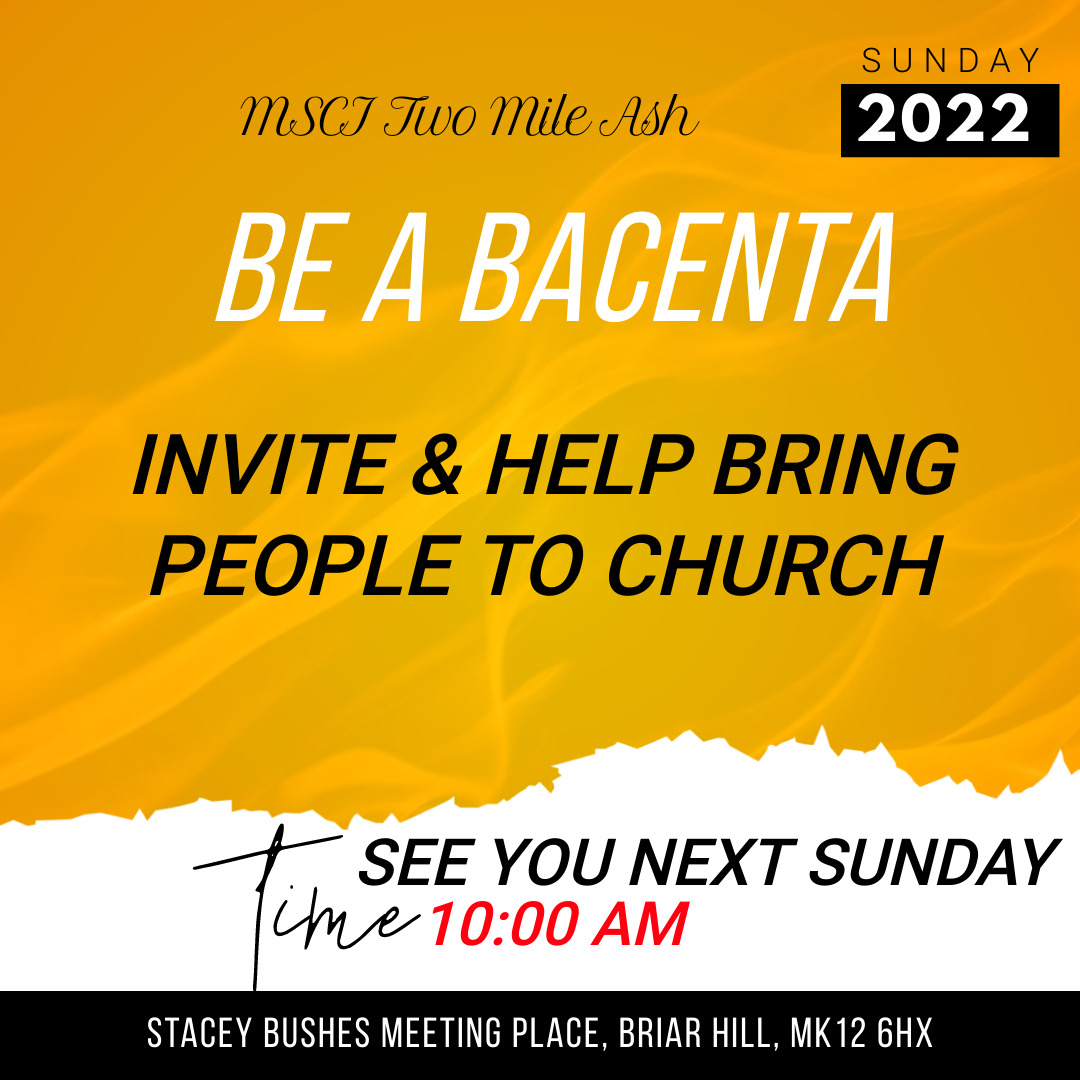 SUNDAY
2022
MSCI Two Mile Ash
BE A BACENTA
INVITE & HELP BRING
PEOPLE TO CHURCH
SEE YOU NEXT SUNDAY
Time 10:00 AM
STACEY BUSHES MEETING PLACE, BRIAR HILL, MK12 6HX